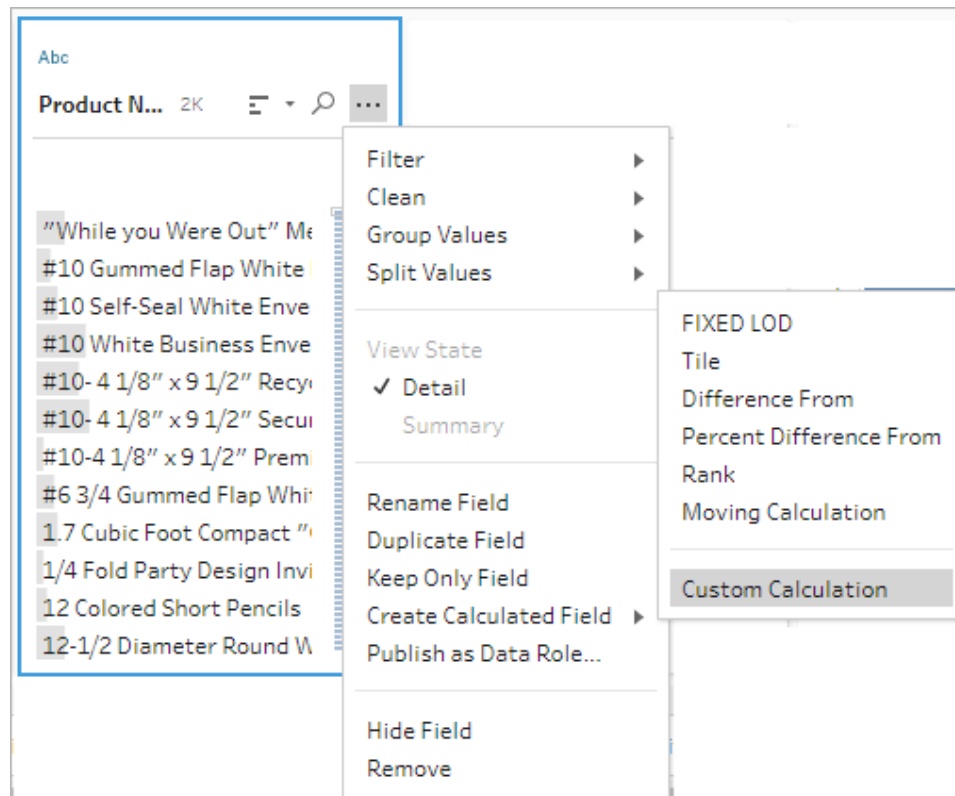 Abc
Product N... 2K
"While you Were Out" Me
#10 Gummed Flap White
#10 Self-Seal White Enve
#10 White Business Enve
#10- 4 1/8" x 9 1/2" Recy
#10- 4 1/8" x 9 1/2" Secur
#10-4 1/8" x 9 1/2" Premi
#6 3/4 Gummed Flap Whit
1.7 Cubic Foot Compact "
1/4 Fold Party Design Invi
12 Colored Short Pencils
12-1/2 Diameter Round W
Filter
Clean
Group Values
Split Values
View State
✓ Detail
Summary
Rename Field
Duplicate Field
Keep Only Field
Create Calculated Field
Publish as Data Role...
Hide Field
Remove
FIXED LOD
Tile
Difference From
Percent Difference From
Rank
Moving Calculation
Custom Calculation